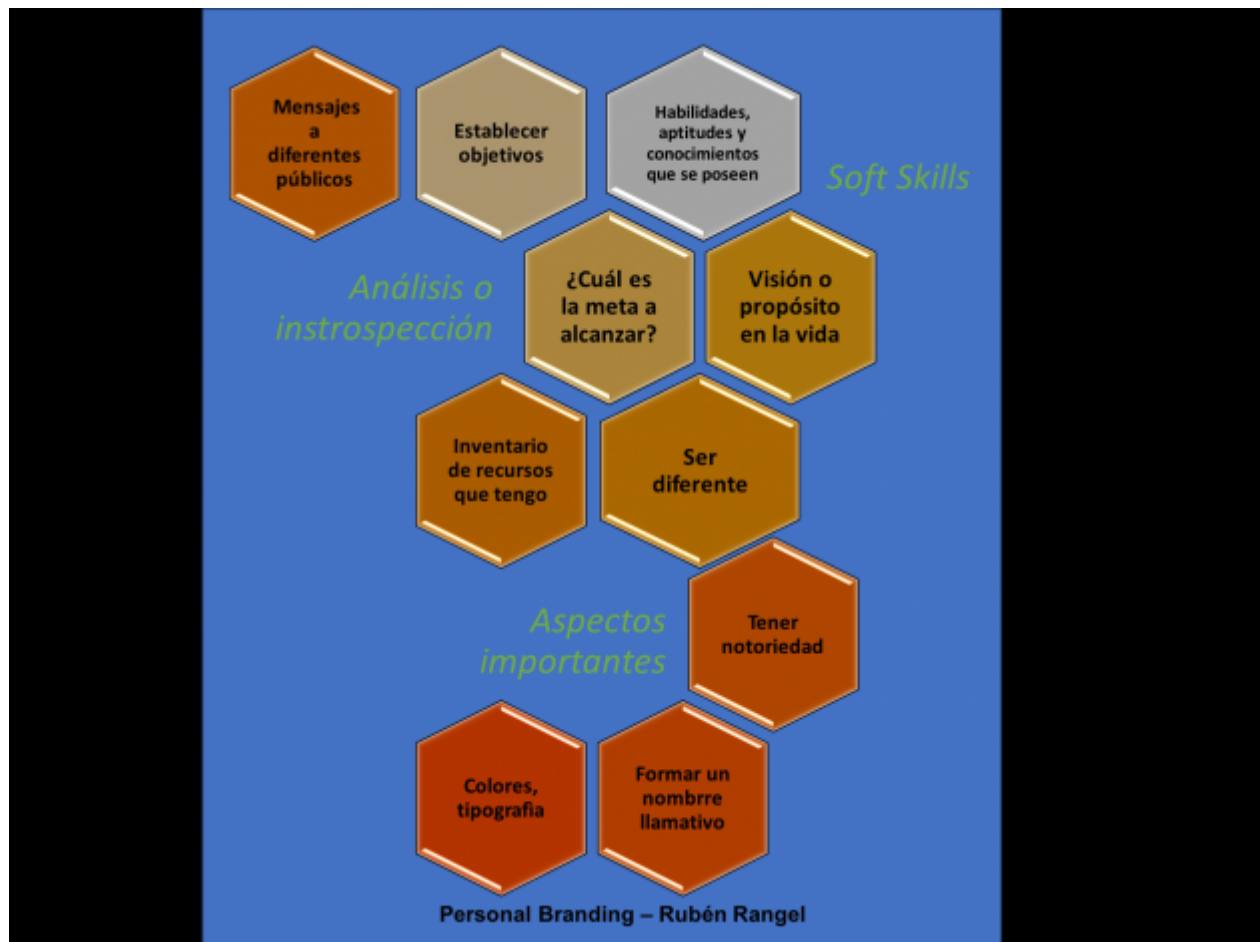 Mensajes
a
diferentes
públicos
Establecer
objetivos
Habilidades,
aptitudes y
conocimientos
que se poseen
Soft Skills
Análisis o
instrospección
¿Cuál es
la meta a
alcanzar?
Visión o
propósito
en la vida
Inventario
de recursos
que tengo
Ser
diferente
Aspectos
importantes
Tener
notoriedad
Colores,
tipografia
Formar un
nombrre
llamativo
Personal Branding – Rubén Rangel